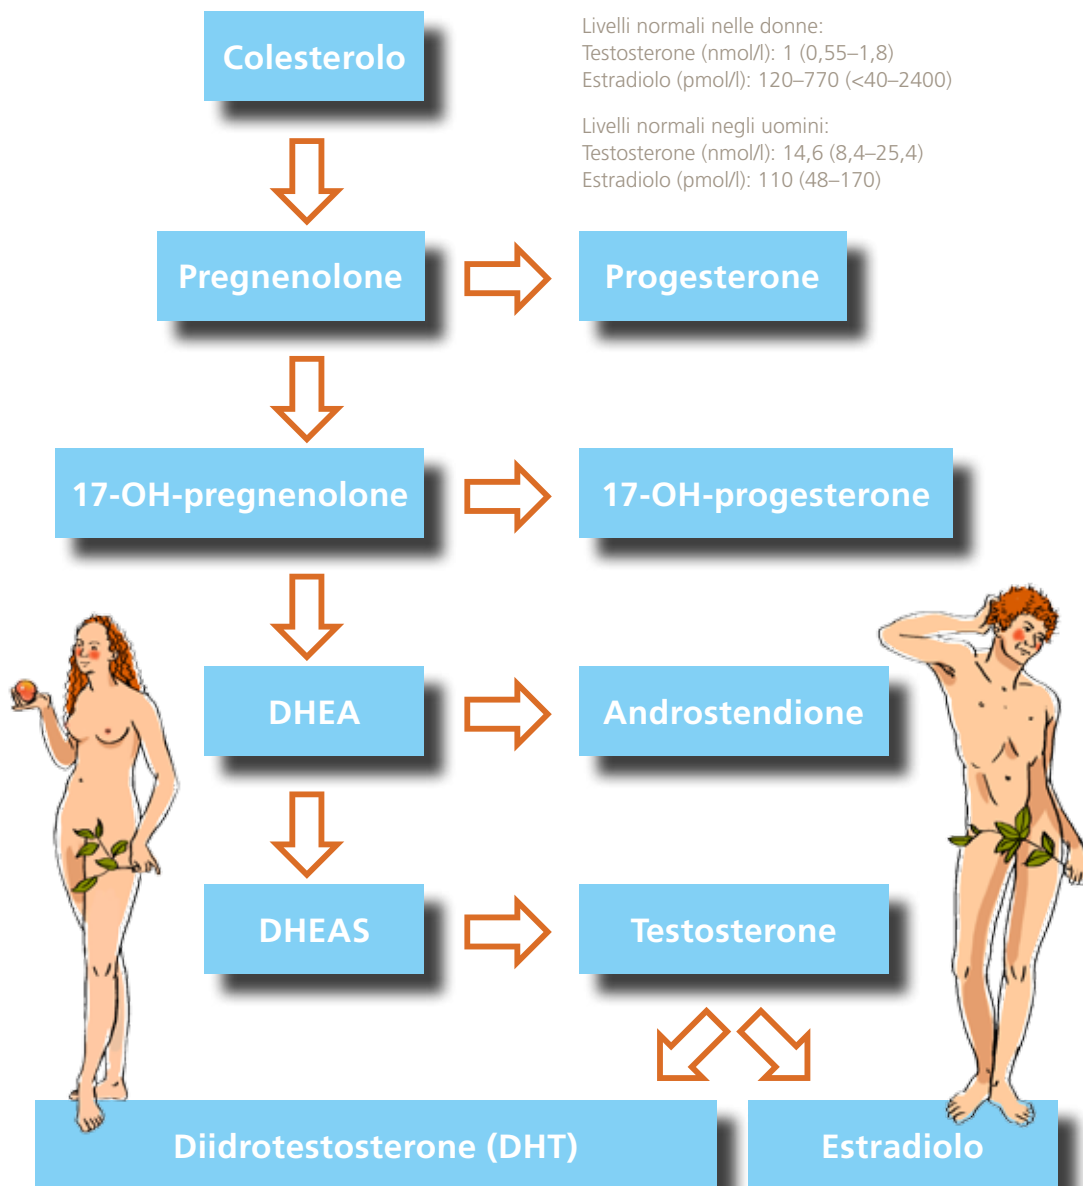 Colesterolo
Livelli normali nelle donne:
Testosterone (nmol/l): 1 (0,55–1,8)
Estradiolo (pmol/l): 120–770 (<40–2400)
Livelli normali negli uomini:
Testosterone (nmol/l): 14,6 (8,4–25,4)
Estradiolo (pmol/l): 110 (48–170)
Pregnenolone
Progesterone
17-OH-pregnenolone
17-OH-progesterone
DHEA
Androstendione
DHEAS
Testosterone
Diidrotestosterone (DHT)
Estradiolo